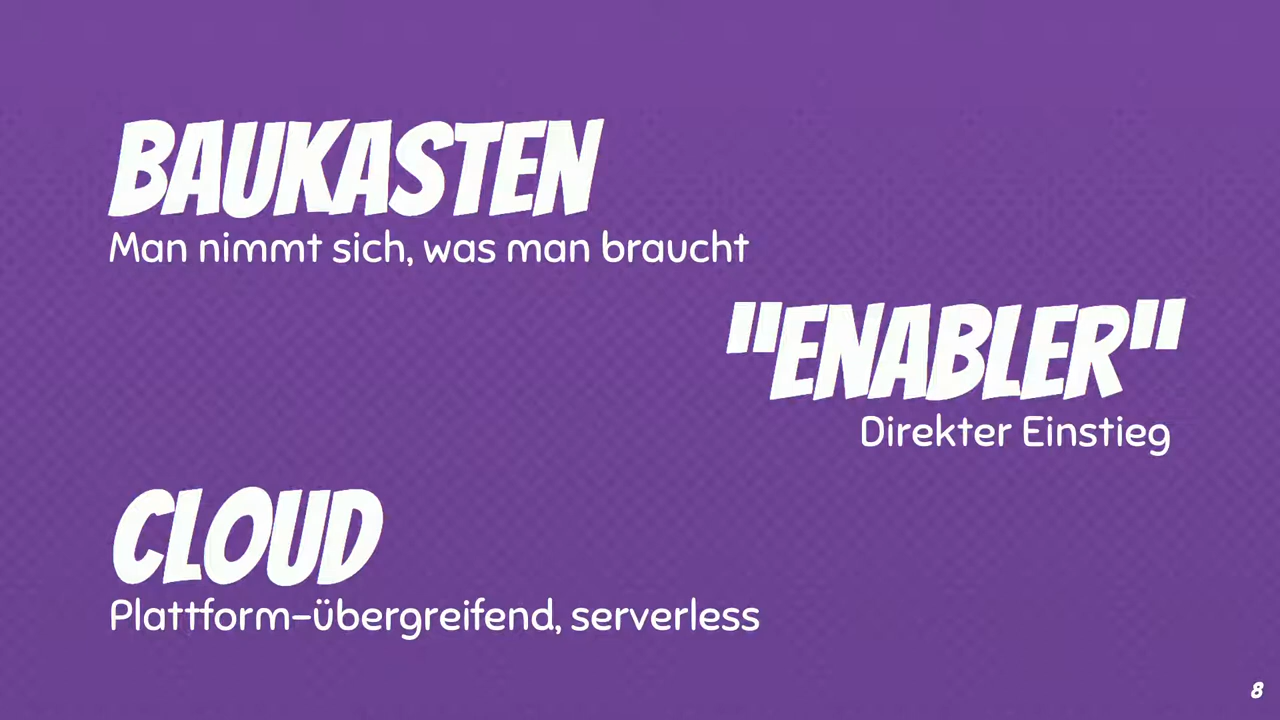 BAUKASTEN
Man nimmt sich, was man braucht
"ENABLER"
Direkter Einstieg
CLOUD
Plattform-übergreifend, serverless
8